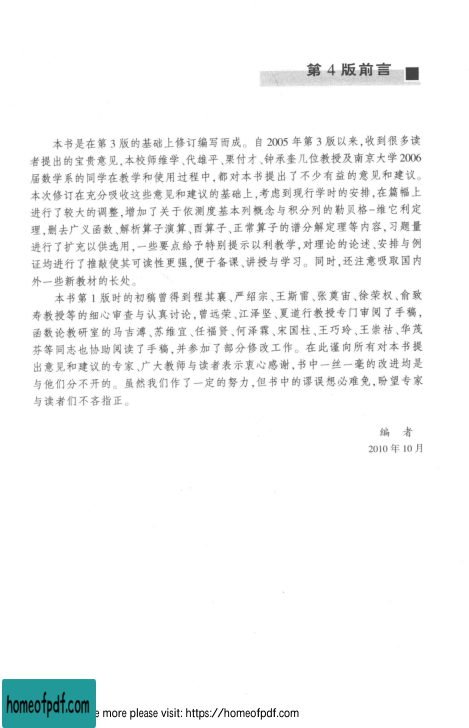 第 4 版前言
本书是在第 3 版的基础上修订编写而成。自 2005 年第 3 版以来,收到很多读
者提出的宝贵意见,本校师维学、代雄平、栗付才、钟承奎几位教授及南京大学 2006
届数学系的同学在教学和使用过程中,都对本书提出了不少有益的意见和建议。
本次修订在充分吸收这些意见和建议的基础上,考虑到现行学时的安排,在篇幅上
进行了较大的调整,增加了关于依测度基本列概念与积分列的勒贝格-维它利定
理,删去广义函数、解析算子演算、酉算子、正常算子的谱分解定理等内容,习题量
进行了扩充以供选用,一些要点给予特别提示以利教学,对理论的论述、安排与例
证均进行了推敲使其可读性更强,便于备课、讲授与学习。同时,还注意吸取国内
外一些新教材的长处。
本书第 1 版时的初稿曾得到程其襄、严绍宗、王斯雷、张奠宙、徐荣权、俞致
寿教授等的细心审查与认真讨论,曾远荣、江泽坚、夏道行教授专门审阅了手稿,
函数论教研室的马吉溥、苏维宜、任福贤、何泽霖、宋国柱、王巧玲、王崇祜、华茂
芬等同志也协助阅读了手稿,并参加了部分修改工作。在此谨向所有对本书提
出意见和建议的专家、广大教师与读者表示衷心感谢,书中一丝一毫的改进均是
与他们分不开的。虽然我们作了一定的努力,但书中的谬误想必难免,盼望专家
与读者们不吝指正。
编 者
2010 年 10 月
homeofpdf.com
e more please visit: https://homeofpdf.com